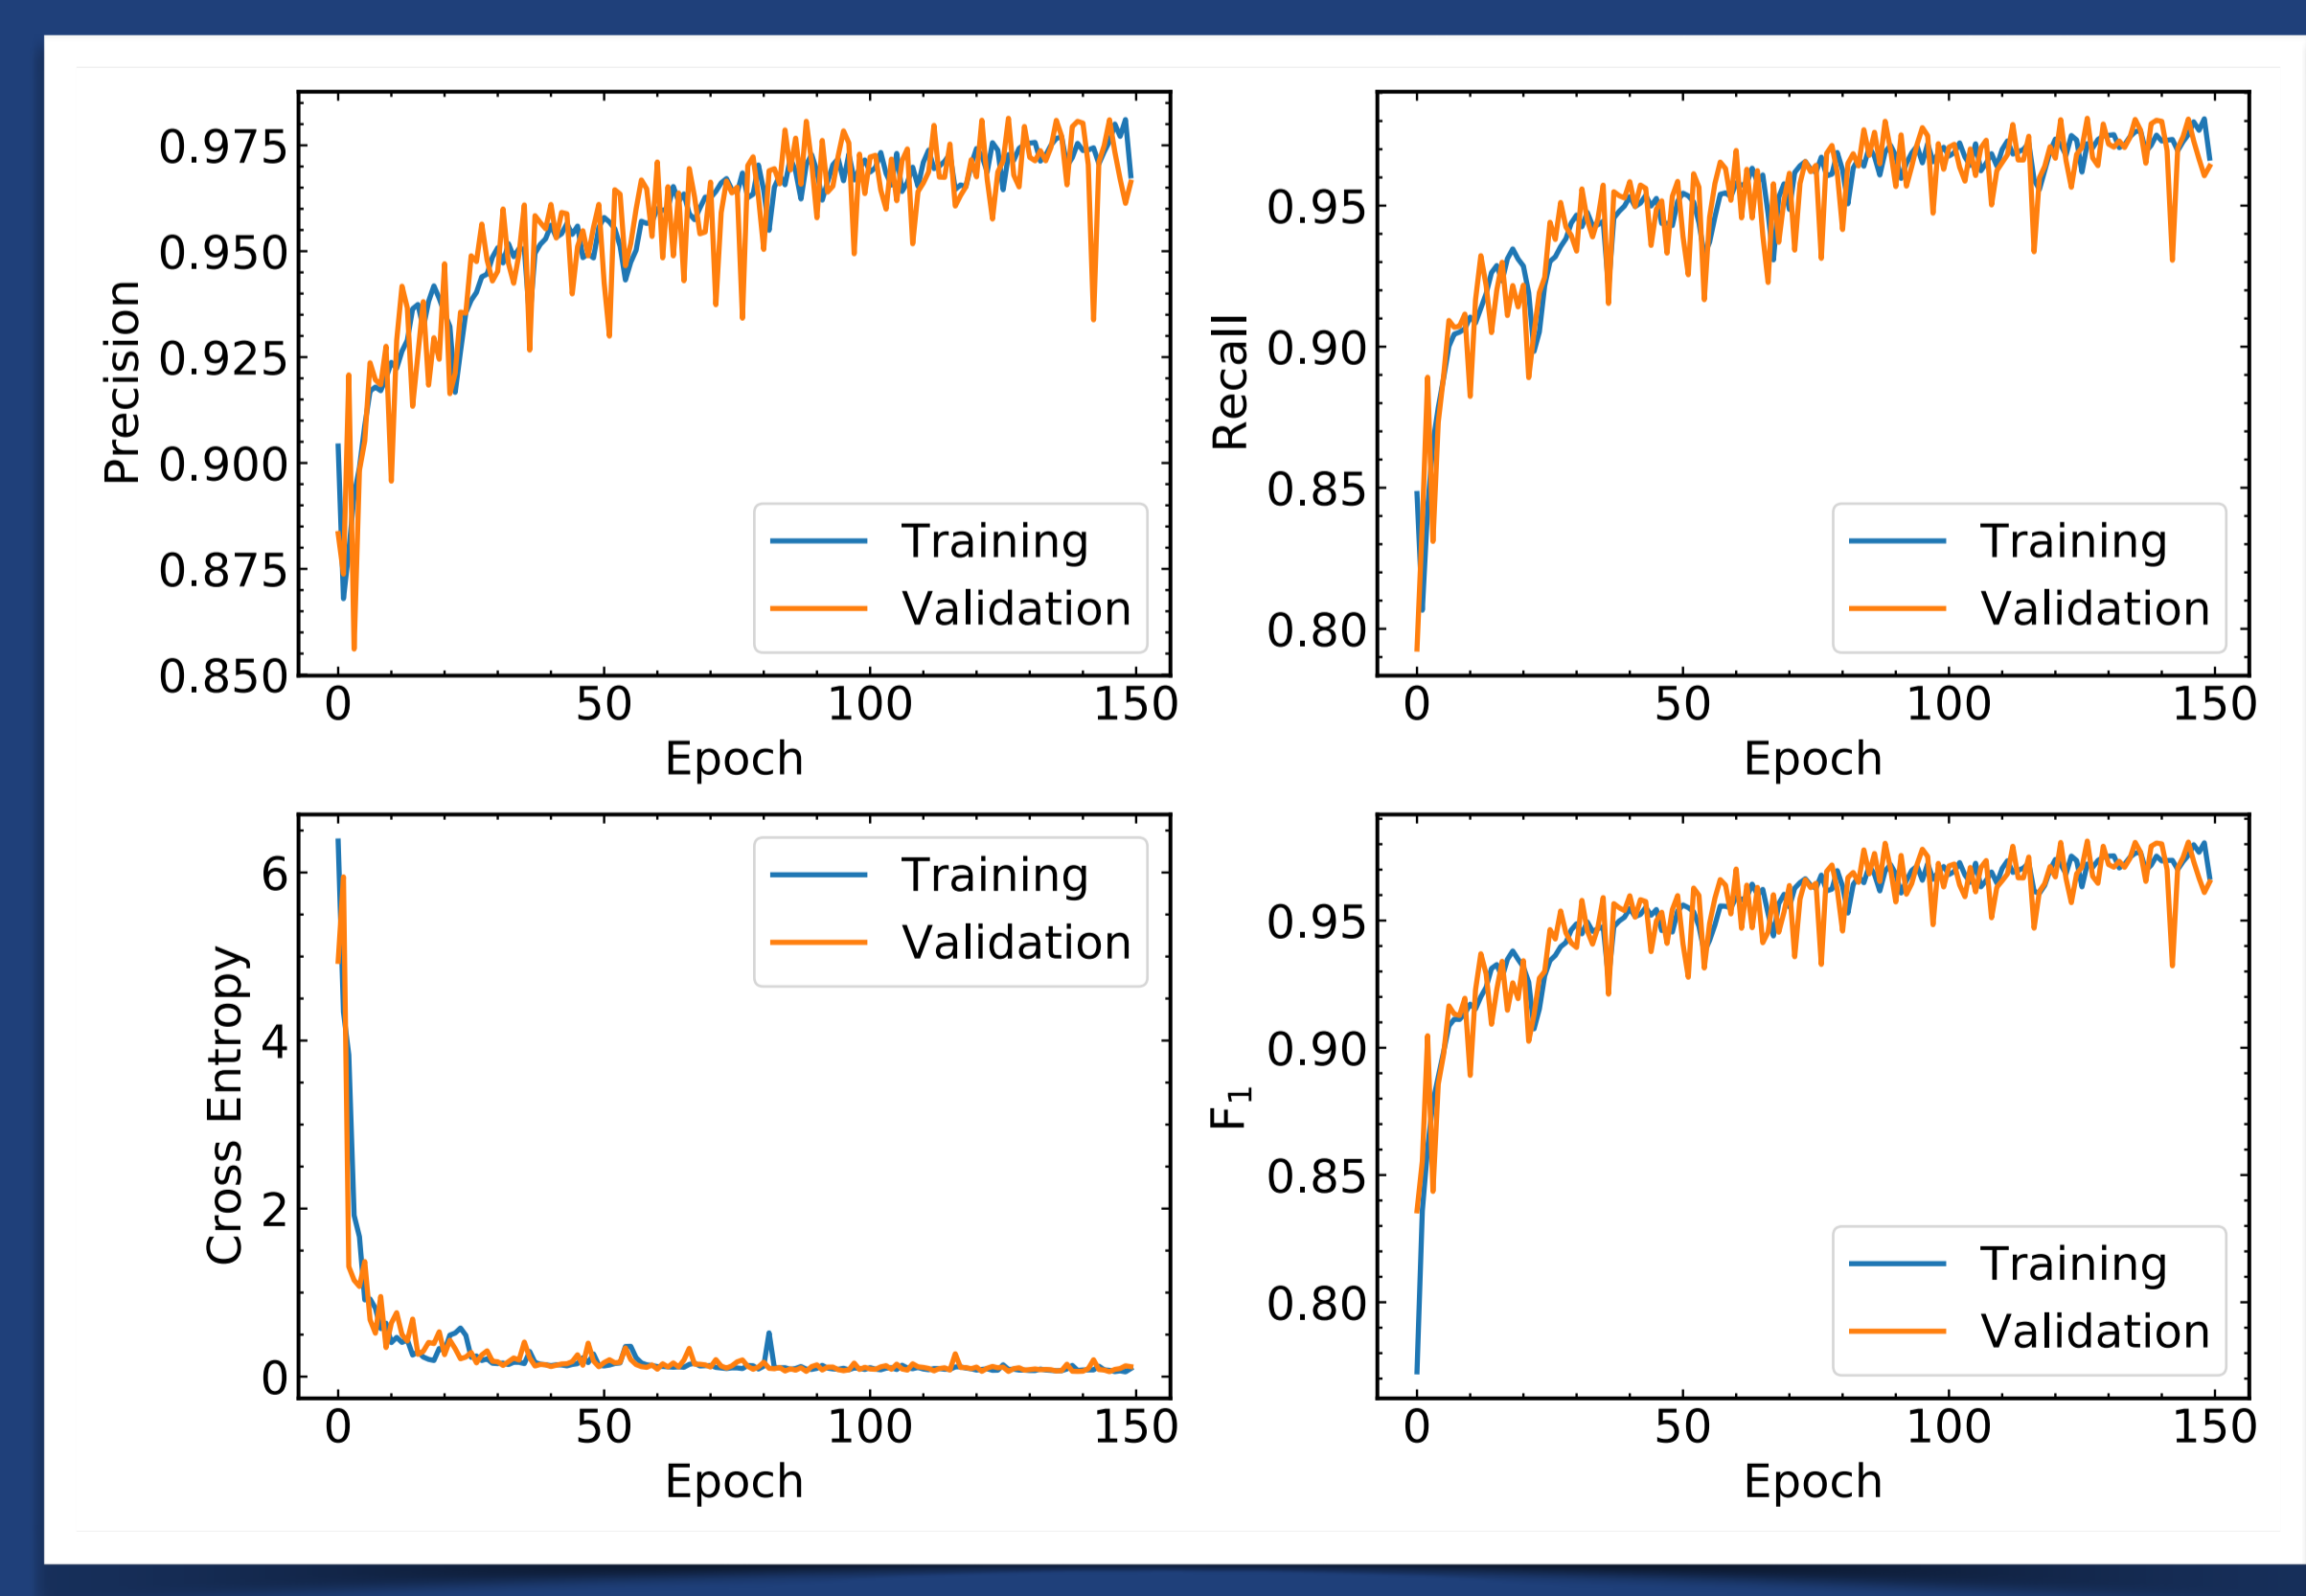 Precision
0.975
0.950
0.925
0.900
0.875
0.850
Training
Validation
0 50 100 150
Epoch
Recall
0.95
0.90
0.85
0.80
Training
Validation
0 50 100 150
Epoch
Cross Entropy
6
4
2
0
Training
Validation
0 50 100 150
Epoch
F1
0.95
0.90
0.85
0.80
Training
Validation
0 50 100 150
Epoch